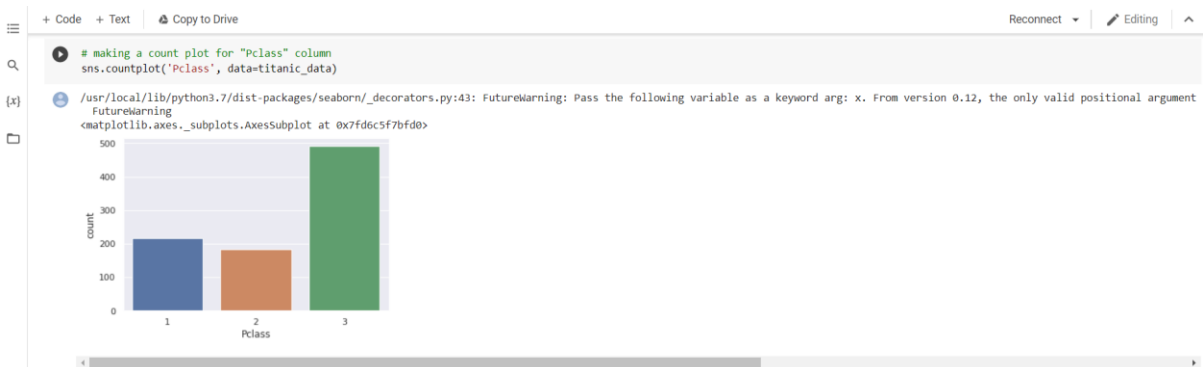 + Code + Text Copy to Drive Reconnect Editing
# making a count plot for "Pclass" column
sns.countplot('Pclass', data=titanic_data)
{x}
/usr/local/lib/python3.7/dist-packages/seaborn/_decorators.py:43: FutureWarning: Pass the following variable as a keyword arg: x. From version 0.12, the only valid positional argument
FutureWarning
<matplotlib.axes._subplots.AxesSubplot at 0x7fd6c5f7bfd0>
500
400
300
200
100
0
count
1 2 3
Pclass